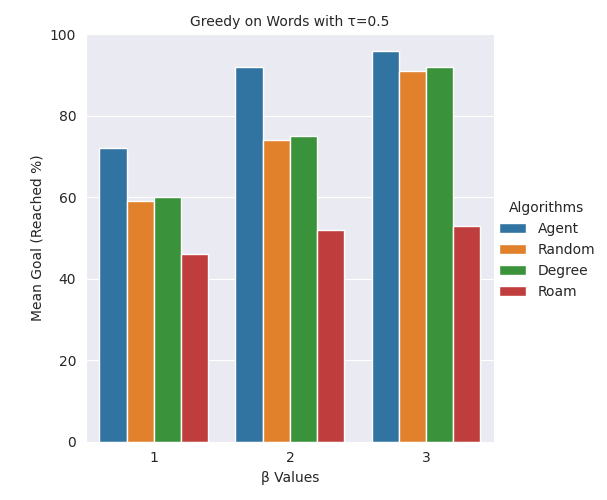 Greedy on Words with τ=0.5
Mean Goal (Reached %)
100
80
60
40
20
0
1 2 3
β Values
Algorithms
Agent
Random
Degree
Roam